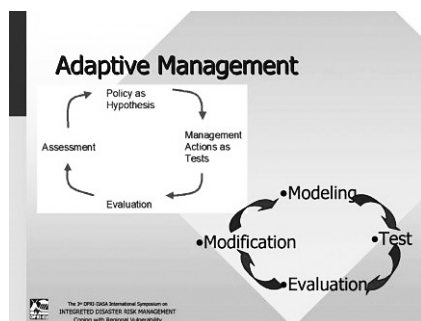 Adaptive Management
Policy as
Hypothesis
Management
Actions as
Tests
Assessment
Evaluation
•Modeling
•Test
•Modification
•Evaluation
The 3rd DPRI-IIASA International Symposium on
INTEGRETED DISASTER RISK MANAGEMENT
Coping with Regional Vulnerability